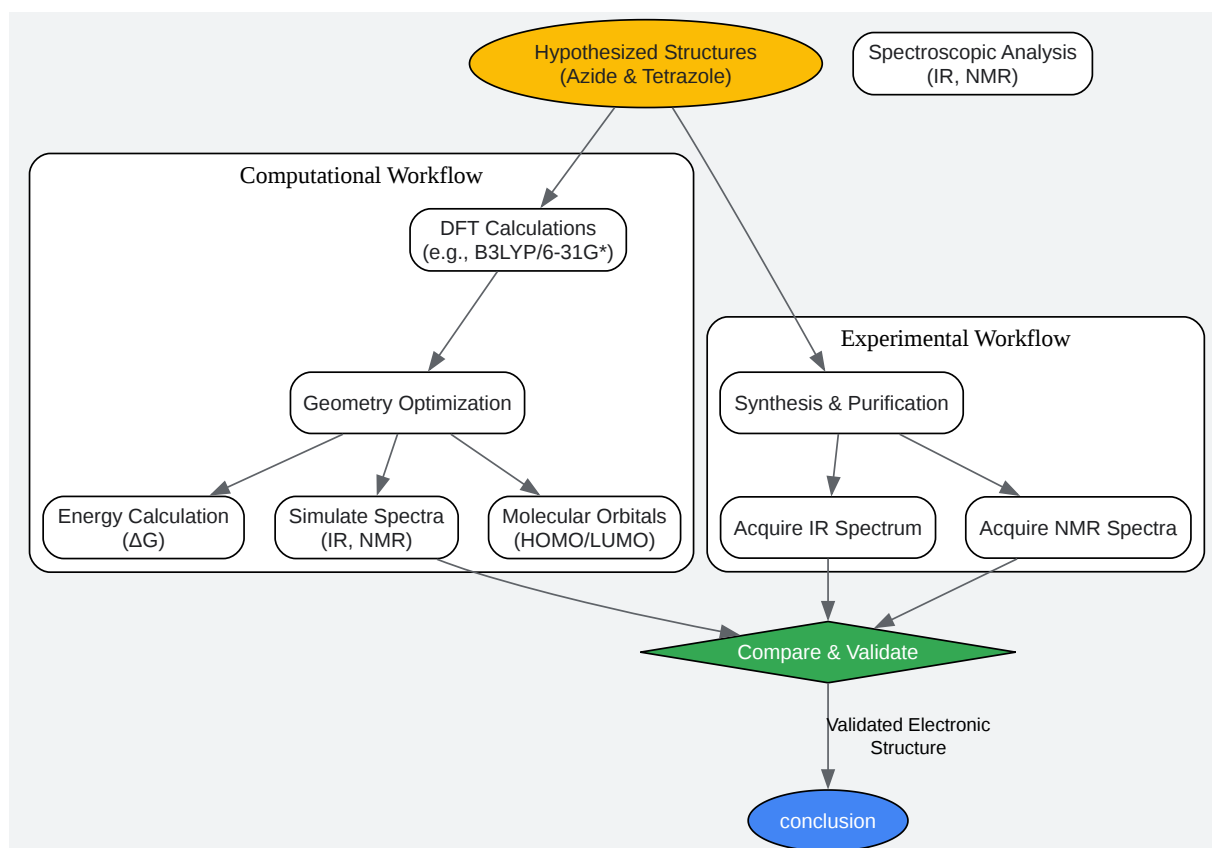 Hypothesized Structures
(Azide & Tetrazole)
Spectroscopic Analysis
(IR, NMR)
Computational Workflow
DFT Calculations
(e.g., B3LYP/6-31G*)
Experimental Workflow
Geometry Optimization
Synthesis & Purification
Energy Calculation
(ΔG)
Simulate Spectra
(IR, NMR)
Molecular Orbitals
(HOMO/LUMO)
Acquire IR Spectrum
Acquire NMR Spectra
Compare & Validate
Validated Electronic
Structure
conclusion